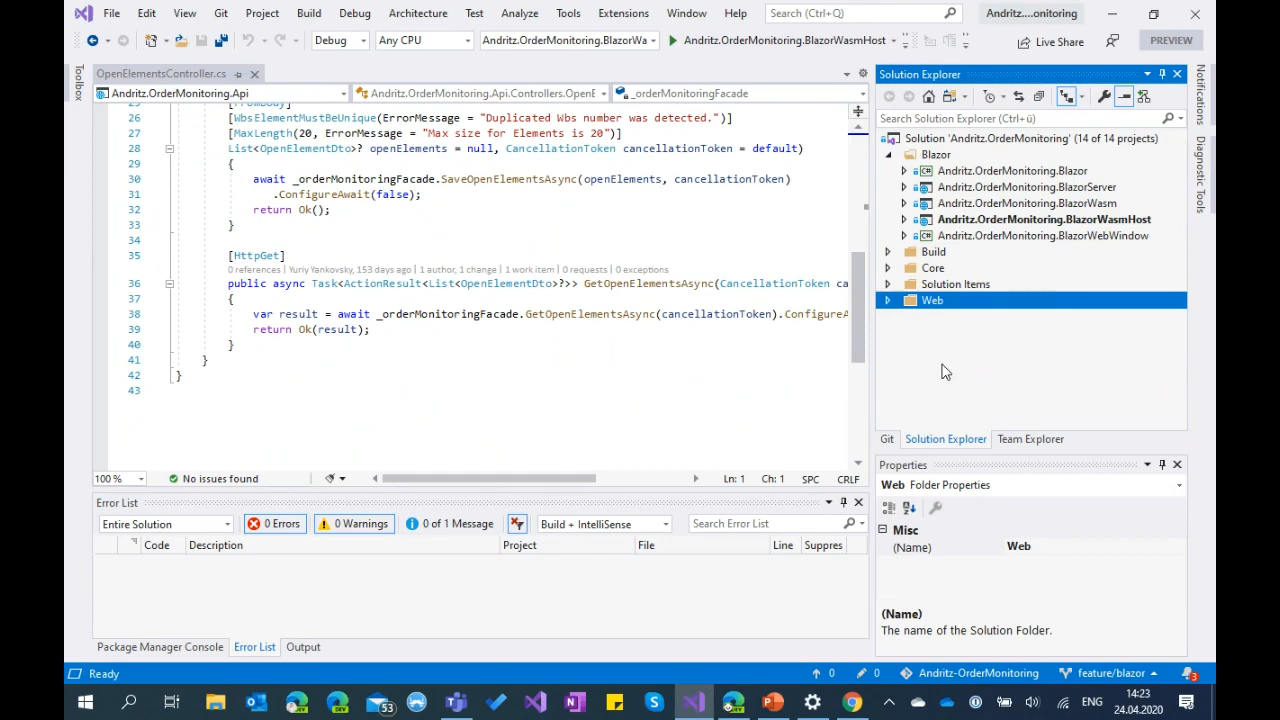 File Edit View Git Project Build Debug Architecture Test Analyze Tools Extensions Window Help Search (Ctrl+Q) Andritz....onitoring
Debug Any CPU Andritz.OrderMonitoring.BlazorWa Andritz.OrderMonitoring.BlazorWasmHost Live Share PREVIEW
Toolbox
OpenElementsController.cs
Andritz.OrderMonitoring.Api Andritz.OrderMonitoring.Api.Controllers.OpenE _orderMonitoringFacade
25 [FromBody]
26 [WbsElementMustBeUnique(ErrorMessage = "Duplicated Wbs number was detected.")]
27 [MaxLength(20, ErrorMessage = "Max size for Elements is 20")]
28 List<OpenElementDto>? openElements = null, CancellationToken cancellationToken = default)
29 {
30 await _orderMonitoringFacade.SaveOpenElementsAsync(openElements, cancellationToken)
31 .ConfigureAwait(false);
32 return Ok();
33 }
34
35 [HttpGet]
0 references | Yuriy Yankovsky, 153 days ago | 1 author, 1 change | 1 work item | 0 requests | 0 exceptions
36 public async Task<ActionResult<List<OpenElementDto>?>> GetOpenElementsAsync(CancellationToken ca
37 {
38 var result = await _orderMonitoringFacade.GetOpenElementsAsync(cancellationToken).ConfigureA
39 return Ok(result);
40 }
41 }
42 }
43
100 % No issues found Ln: 1 Ch: 1 SPC CRLF
Error List
Entire Solution 0 Errors 0 Warnings 0 of 1 Message Build + IntelliSense Search Error List
Code Description Project File Line Suppres
Package Manager Console Error List Output
Solution Explorer
Search Solution Explorer (Ctrl+ü)
Solution 'Andritz.OrderMonitoring' (14 of 14 projects)
Blazor
Andritz.OrderMonitoring.Blazor
Andritz.OrderMonitoring.BlazorServer
Andritz.OrderMonitoring.BlazorWasm
Andritz.OrderMonitoring.BlazorWasmHost
Andritz.OrderMonitoring.BlazorWebWindow
Build
Core
Solution Items
Web
Git Solution Explorer Team Explorer
Properties
Web Folder Properties
Misc
(Name) Web
(Name)
The name of the Solution Folder.
Notifications
Diagnostic Tools
Ready 0 0 Andritz-OrderMonitoring feature/blazor 3
DEV DEV 53 ENG 14:23
24.04.2020